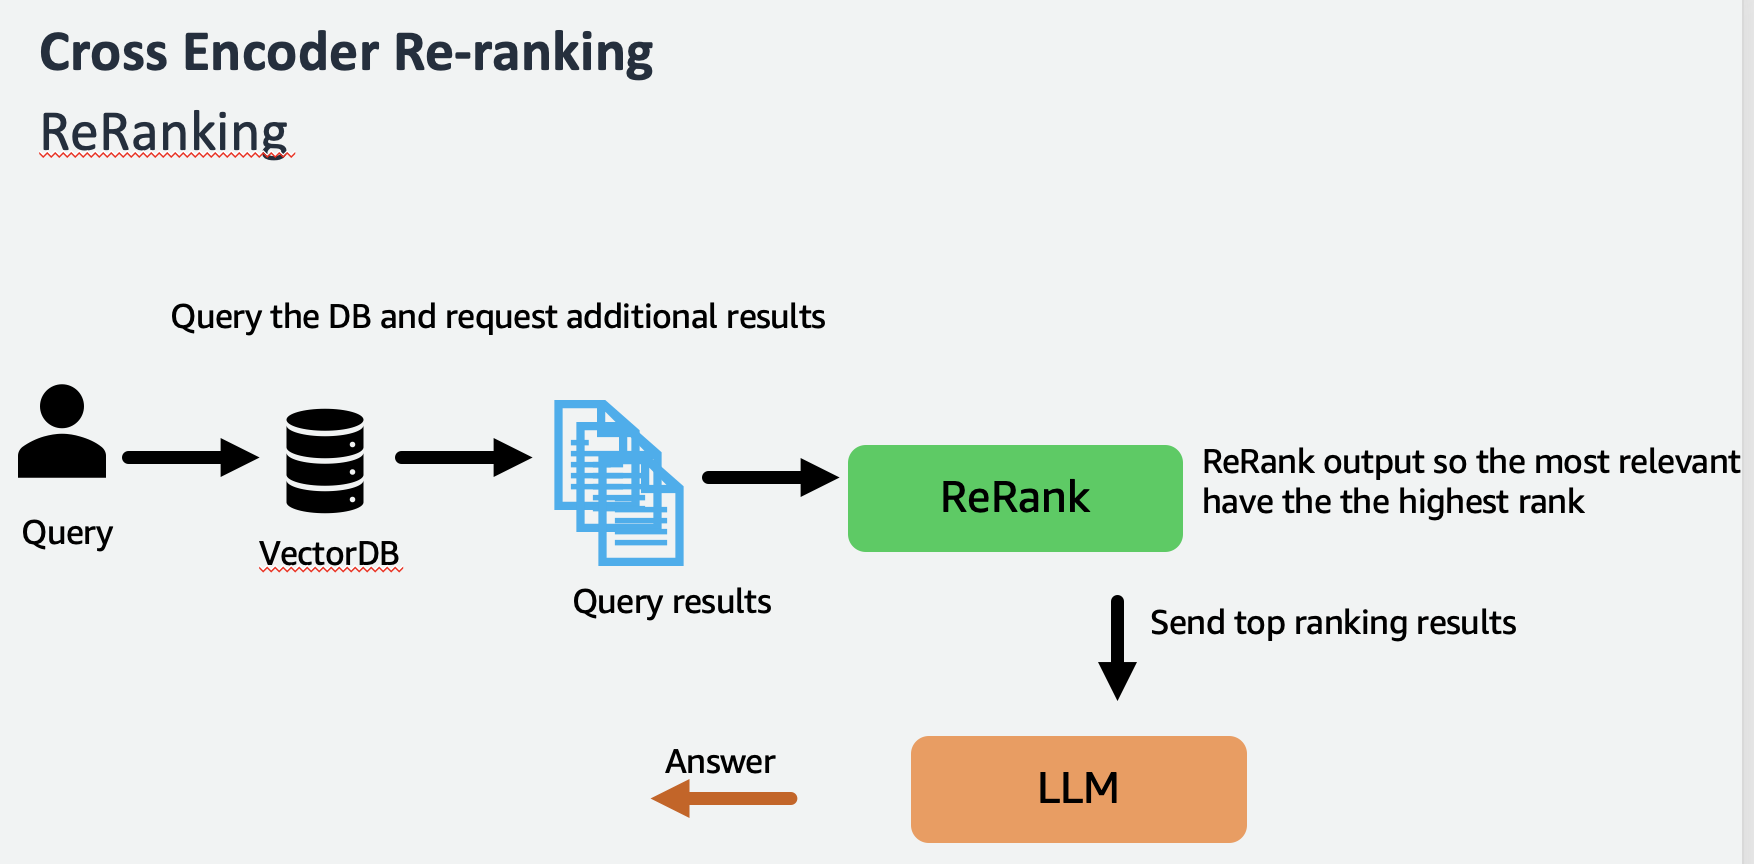 Cross Encoder Re-ranking
ReRanking
Query the DB and request additional results
Query
VectorDB
Query results
ReRank
ReRank output so the most relevant
have the the highest rank
Send top ranking results
Answer
LLM